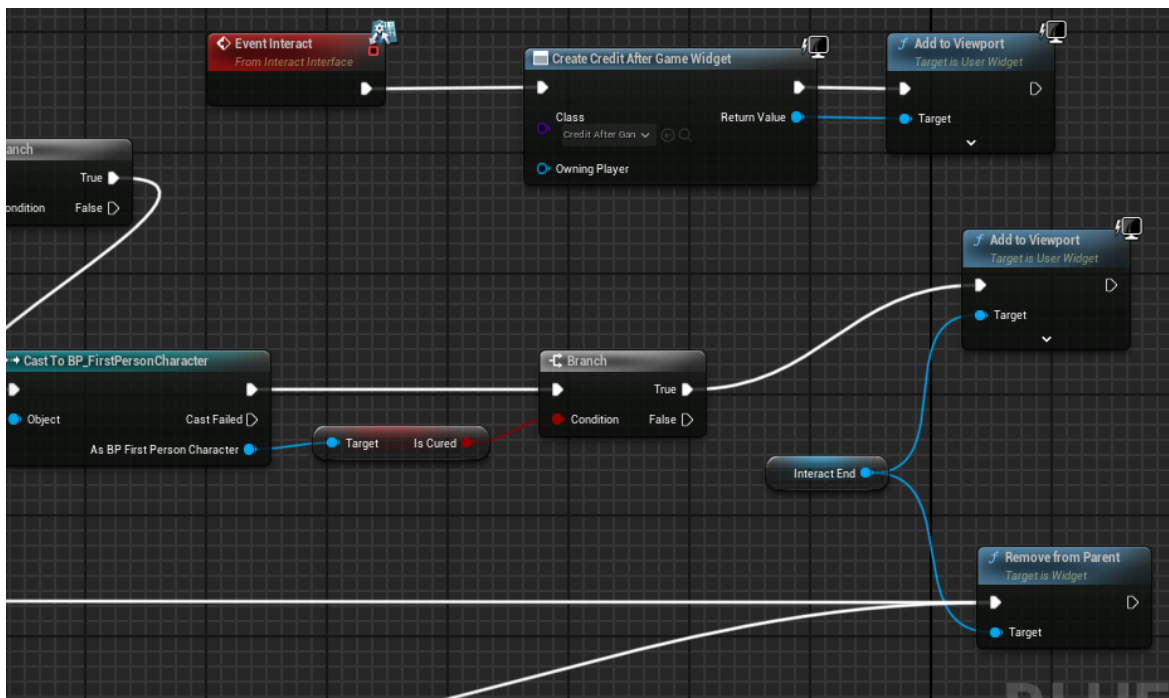 Event Interact
From Interact Interface
Create Credit After Game Widget
Class
Credit After Gan
Return Value
Owning Player
Add to Viewport
Target is User Widget
Target
True
False
Add to Viewport
Target is User Widget
Target
Cast To BP_FirstPersonCharacter
Object
Cast Failed
As BP First Person Character
Target Is Cured
Branch
True
Condition False
Interact End
Remove from Parent
Target is Widget
Target